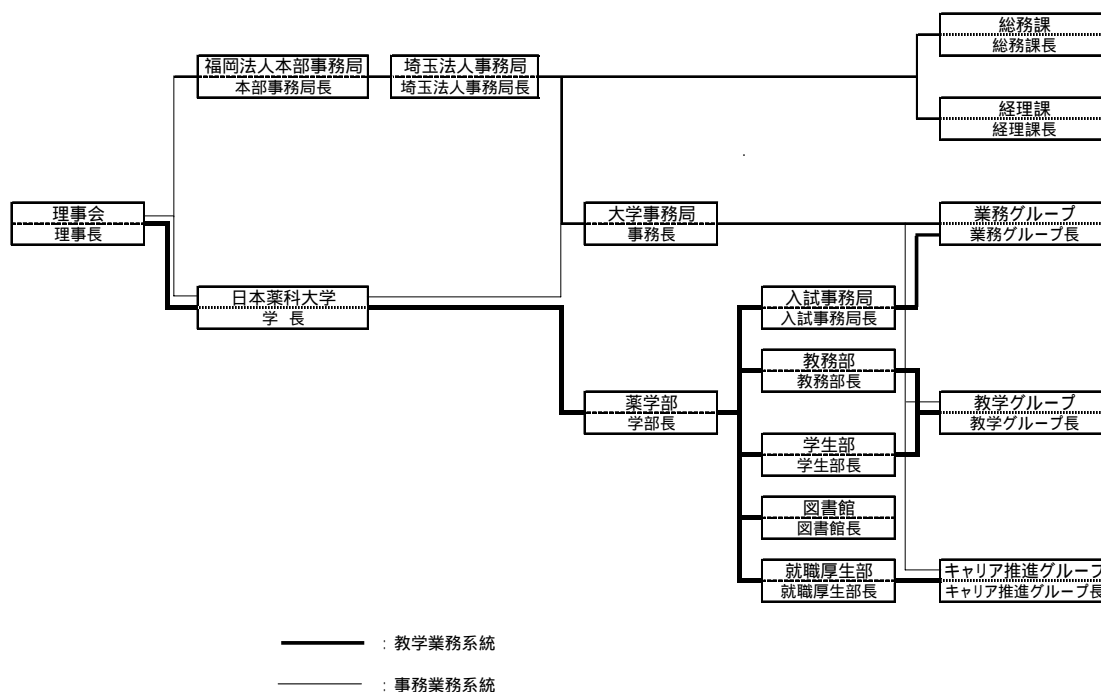 総務課
総務課長
福岡法人本部事務局
本部事務局長
埼玉法人事務局
埼玉法人事務局長
経理課
経理課長
理事会
理事長
大学事務局
事務長
業務グループ
業務グループ長
日本薬科大学
学 長
入試事務局
入試事務局長
教務部
教務部長
薬学部
学部長
教学グループ
教学グループ長
学生部
学生部長
図書館
図書館長
就職厚生部
就職厚生部長
キャリア推進グループ
キャリア推進グループ長
：教学業務系統
：事務業務系統